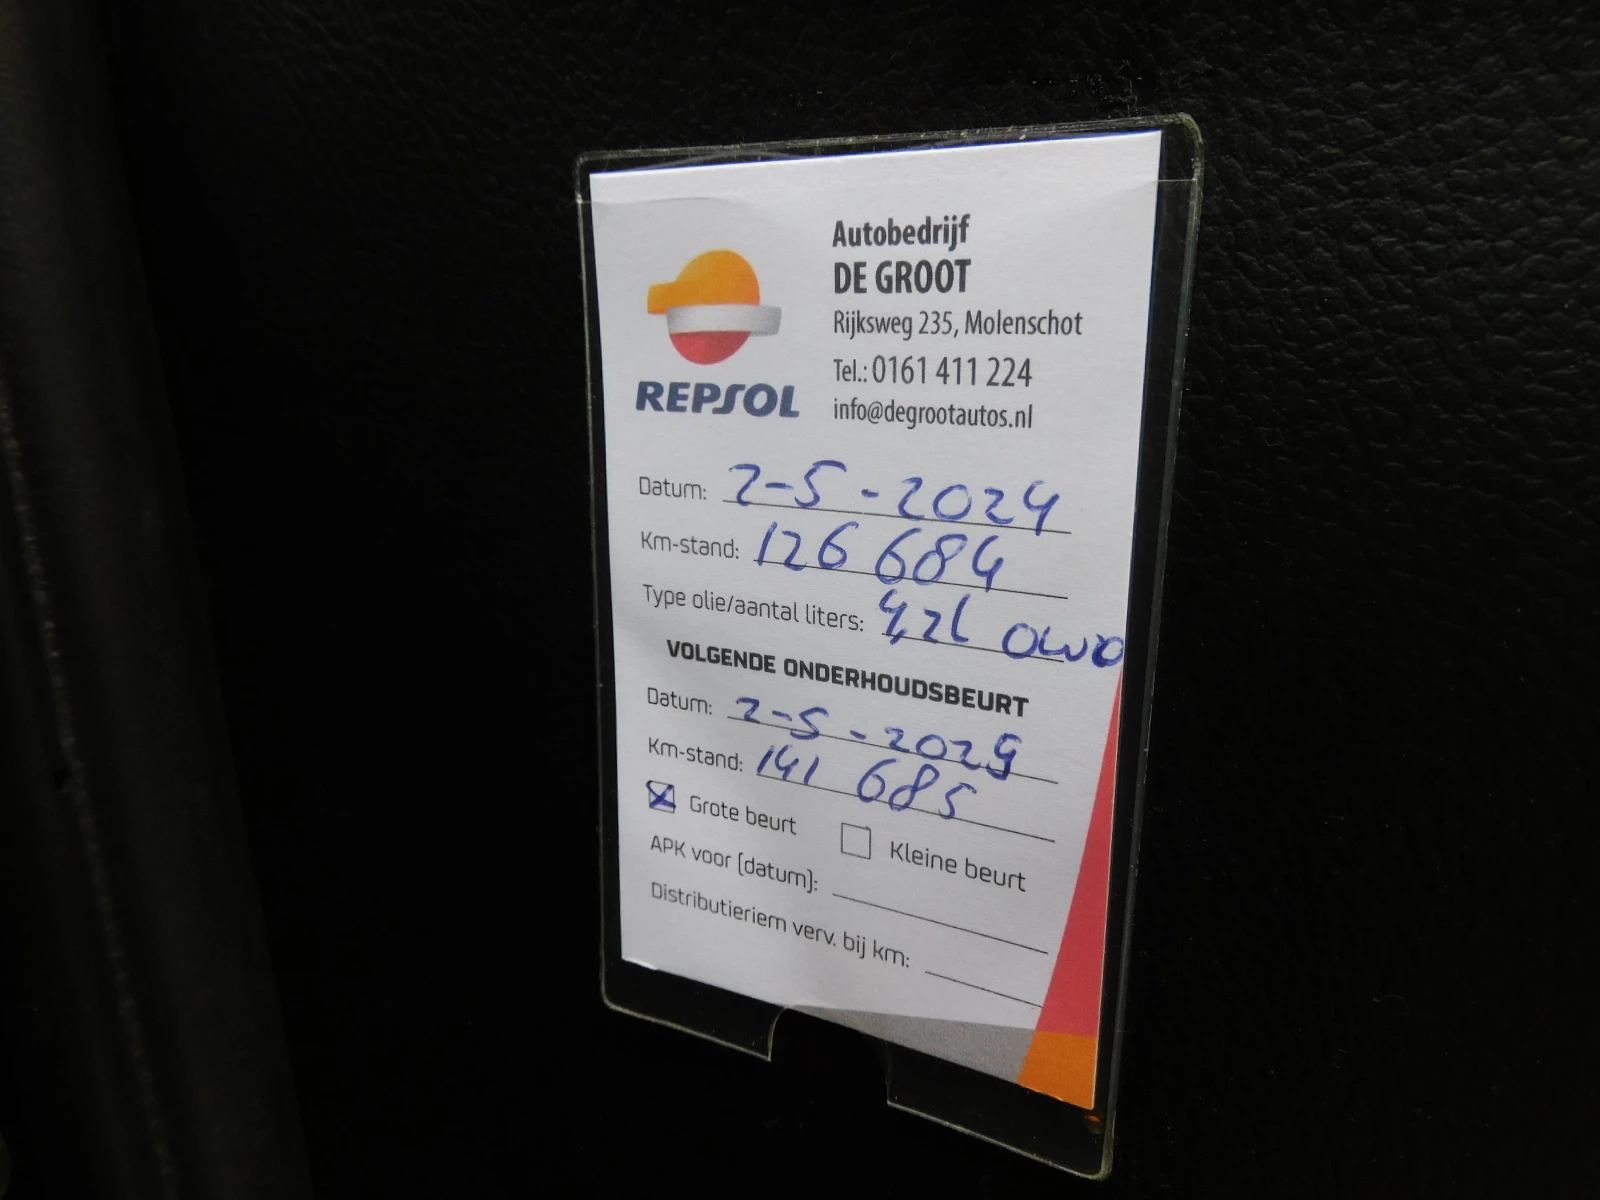 Autobedrijf
DE GROOT
Rijksweg 235, Molenschot
Tel.: 0161 411 224
info@degrootautos.nl
REPSOL
Datum: 2-5-2024
Km-stand: 126 684
Type olie/aantal liters: 4,2L 0W20
VOLGENDE ONDERHOUDSBEURT
Datum: 2-5-2025
Km-stand: 141 685
Grote beurt Kleine beurt
APK voor (datum):
Distributieriem verv. bij km: